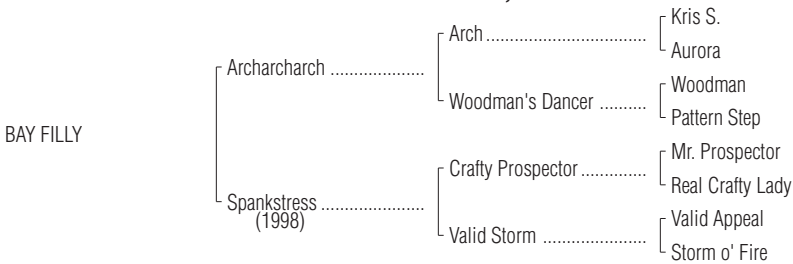 Kris S.
Arch ..................................
Aurora
Archarcharch ....................
Woodman
Woodman's Dancer ..........
Pattern Step
BAY FILLY
Mr. Prospector
Crafty Prospector..............
Real Crafty Lady
Spankstress ......................
(1998)
Valid Appeal
Valid Storm ......................
Storm o' Fire